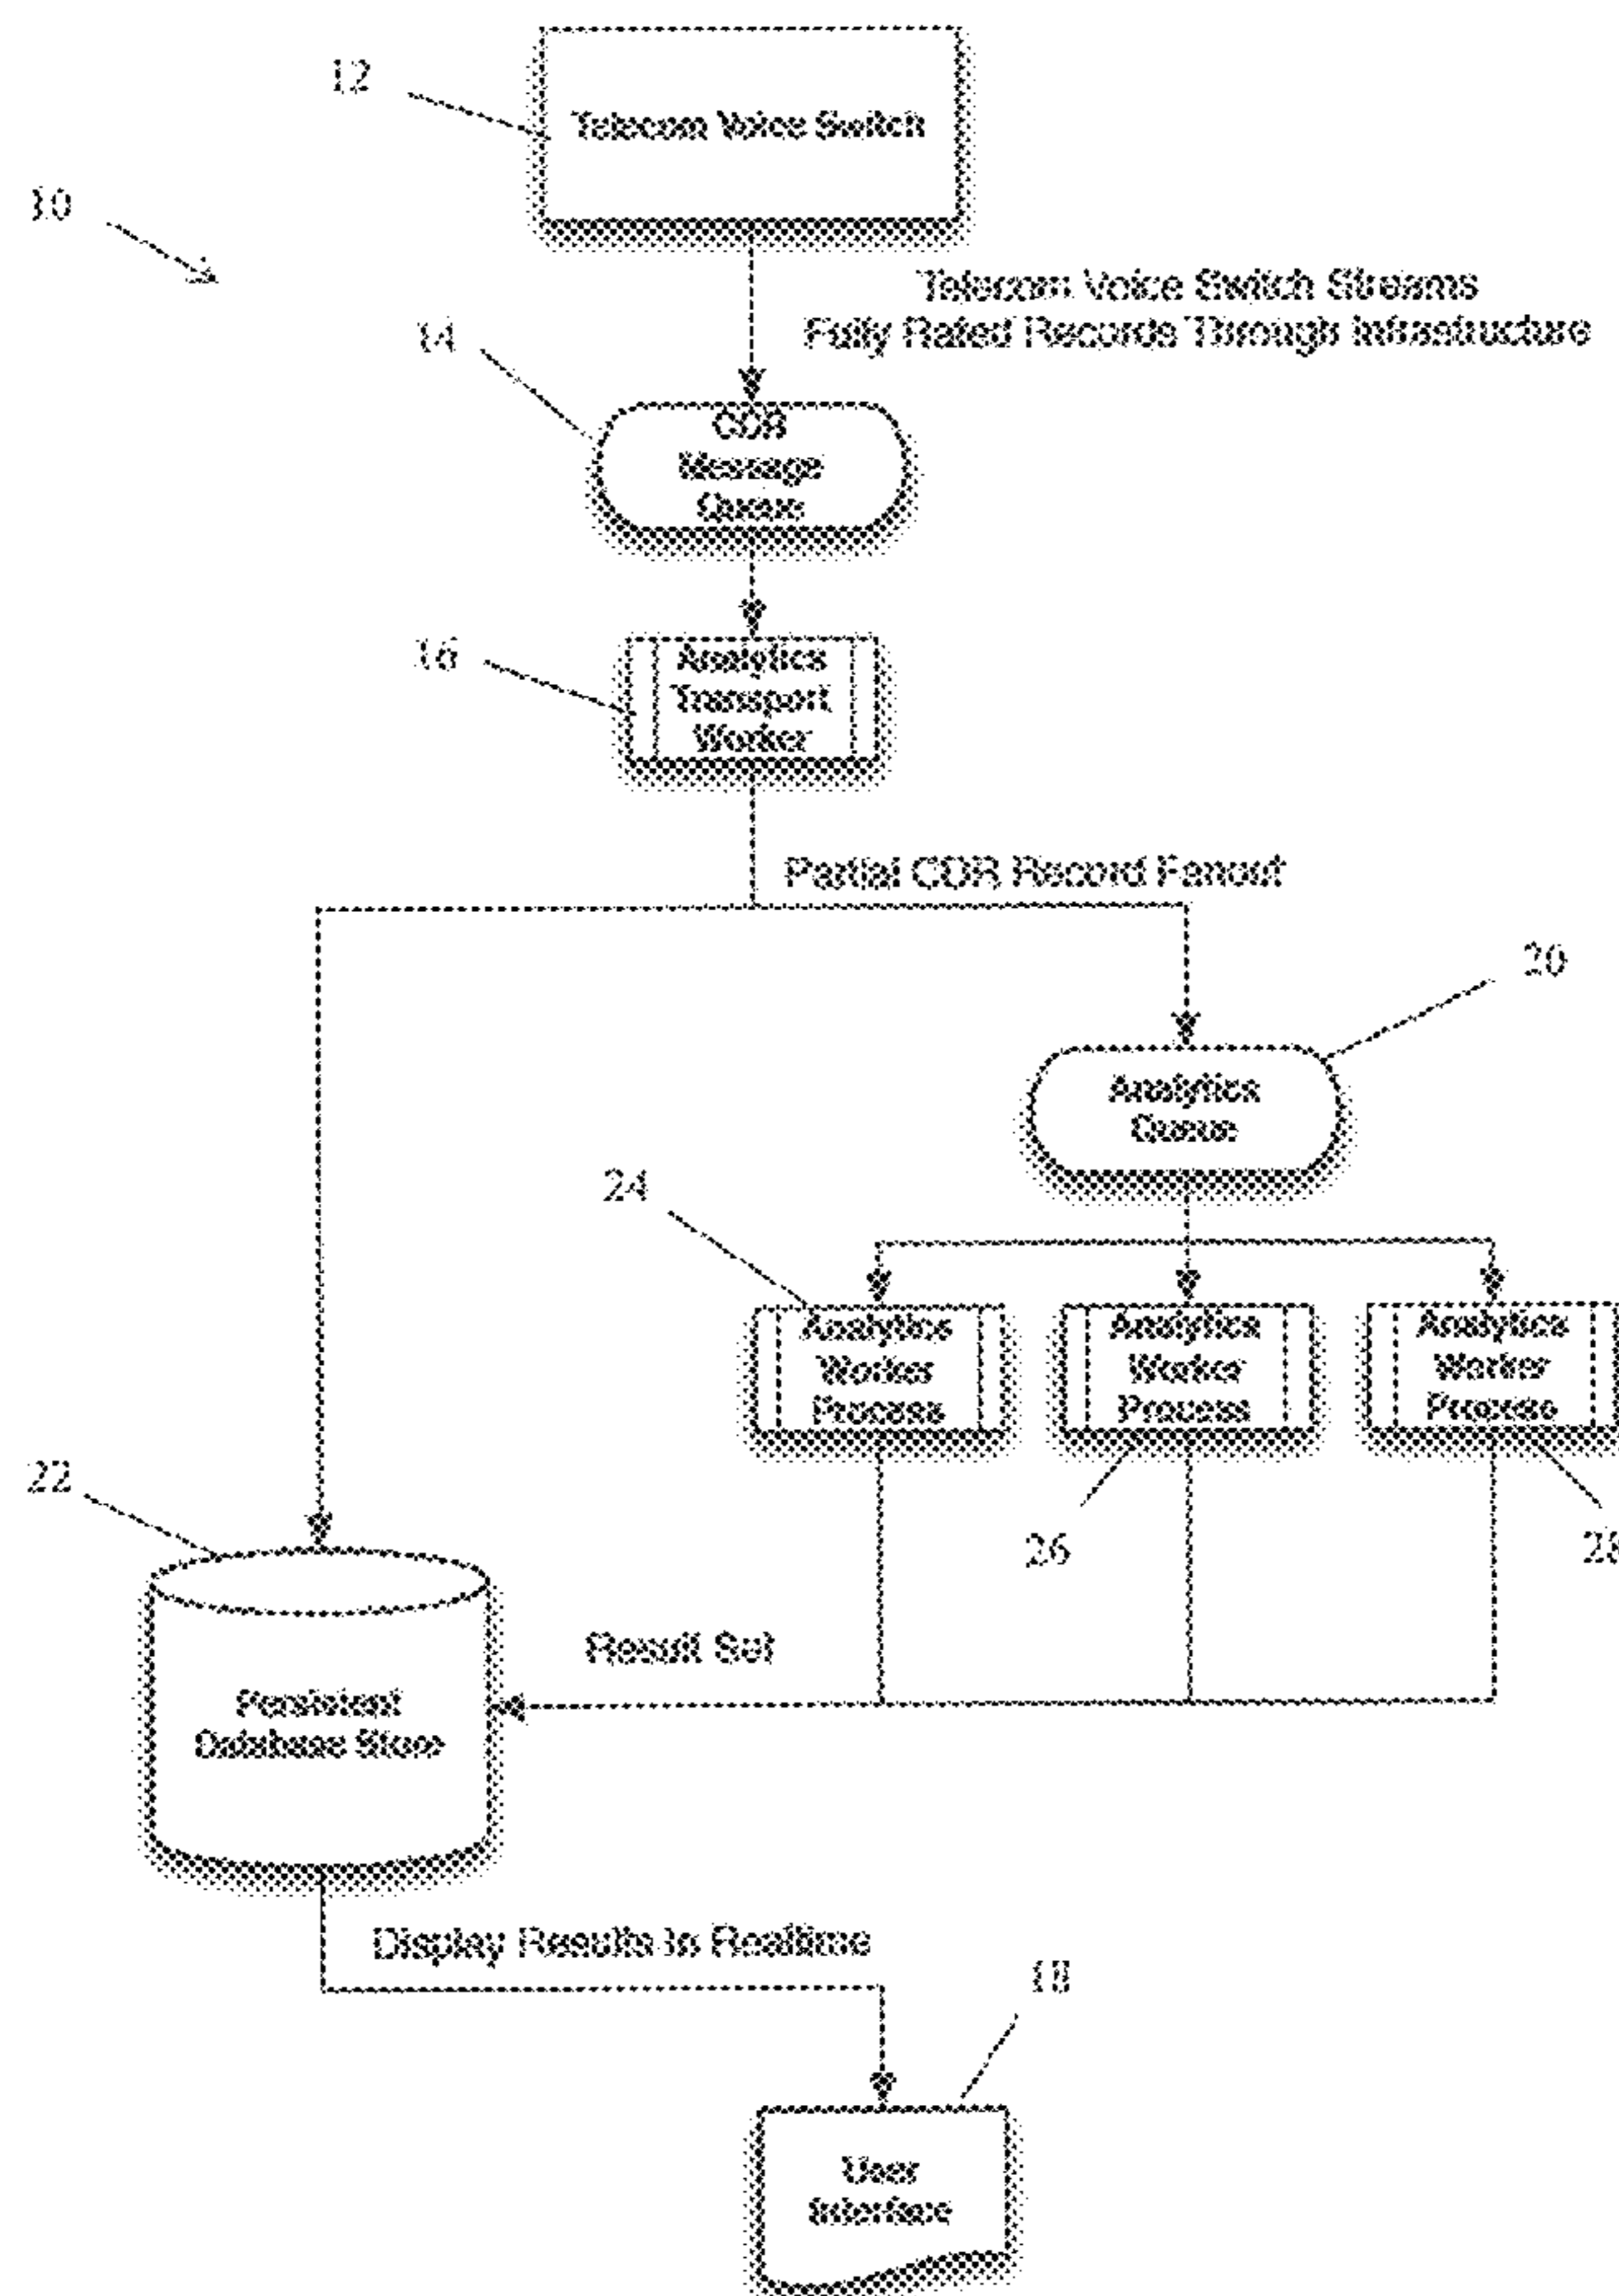 12
Telecom Voice Switch
10
Telecom Voice Switch Streams
Fully Rated Records Through Infrastructure
14
CDR
Message
Queue
16
Analytics
Transport
Worker
Partial CDR Record Fanout
20
Analytics
Queue
24
Analytics
Worker
Process
Analytics
Worker
Process
Analytics
Worker
Process
22
26
28
Result Set
Persistent
Database Store
Display Results In Realtime
18
User
Interface